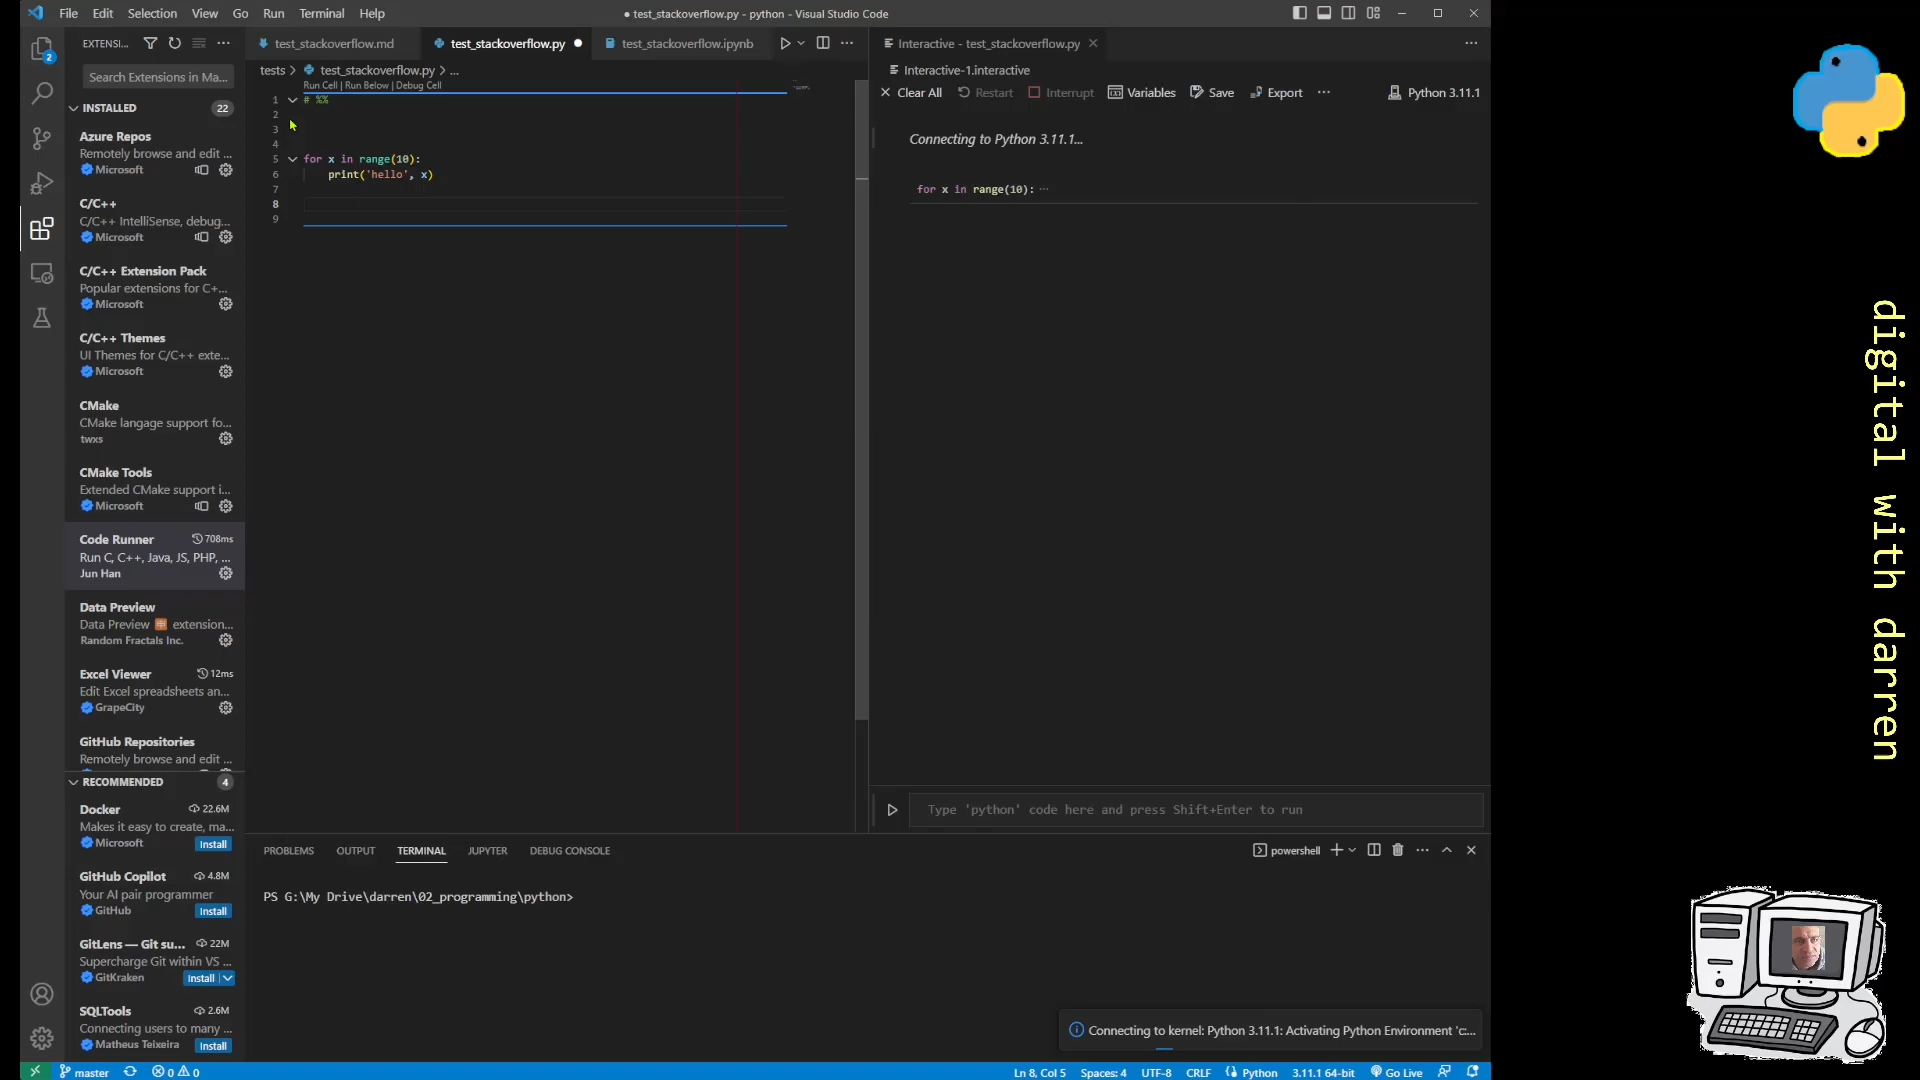 File Edit Selection View Go Run Terminal Help
● test_stackoverflow.py - python - Visual Studio Code
2
EXTENSI...
Search Extensions in Ma...
INSTALLED 22
Azure Repos
Remotely browse and edit ...
Microsoft
C/C++
C/C++ IntelliSense, debug...
Microsoft
C/C++ Extension Pack
Popular extensions for C+...
Microsoft
C/C++ Themes
UI Themes for C/C++ exte...
Microsoft
CMake
CMake langage support fo...
twxs
CMake Tools
Extended CMake support i...
Microsoft
Code Runner 708ms
Run C, C++, Java, JS, PHP, ...
Jun Han
Data Preview
Data Preview extension...
Random Fractals Inc.
Excel Viewer 12ms
Edit Excel spreadsheets an...
GrapeCity
GitHub Repositories
Remotely browse and edit ...
RECOMMENDED 4
Docker 22.6M
Makes it easy to create, ma...
Microsoft Install
GitHub Copilot 4.8M
Your AI pair programmer
GitHub Install
GitLens — Git su... 22M
Supercharge Git within VS ...
GitKraken Install
SQLTools 2.6M
Connecting users to many ...
Matheus Teixeira Install
test_stackoverflow.md test_stackoverflow.py test_stackoverflow.ipynb
tests > test_stackoverflow.py > ...
Run Cell | Run Below | Debug Cell
1 # %%
2
3
4
5 for x in range(10):
6 print('hello', x)
7
8
9
Interactive - test_stackoverflow.py
Interactive-1.interactive
Clear All Restart Interrupt Variables Save Export ... Python 3.11.1
Connecting to Python 3.11.1...
for x in range(10): ...
Type 'python' code here and press Shift+Enter to run
PROBLEMS OUTPUT TERMINAL JUPYTER DEBUG CONSOLE
powershell
PS G:\My Drive\darren\02_programming\python>
Connecting to kernel: Python 3.11.1: Activating Python Environment 'c:...
master 0 0
Ln 8, Col 5 Spaces: 4 UTF-8 CRLF Python 3.11.1 64-bit Go Live
digital with darren